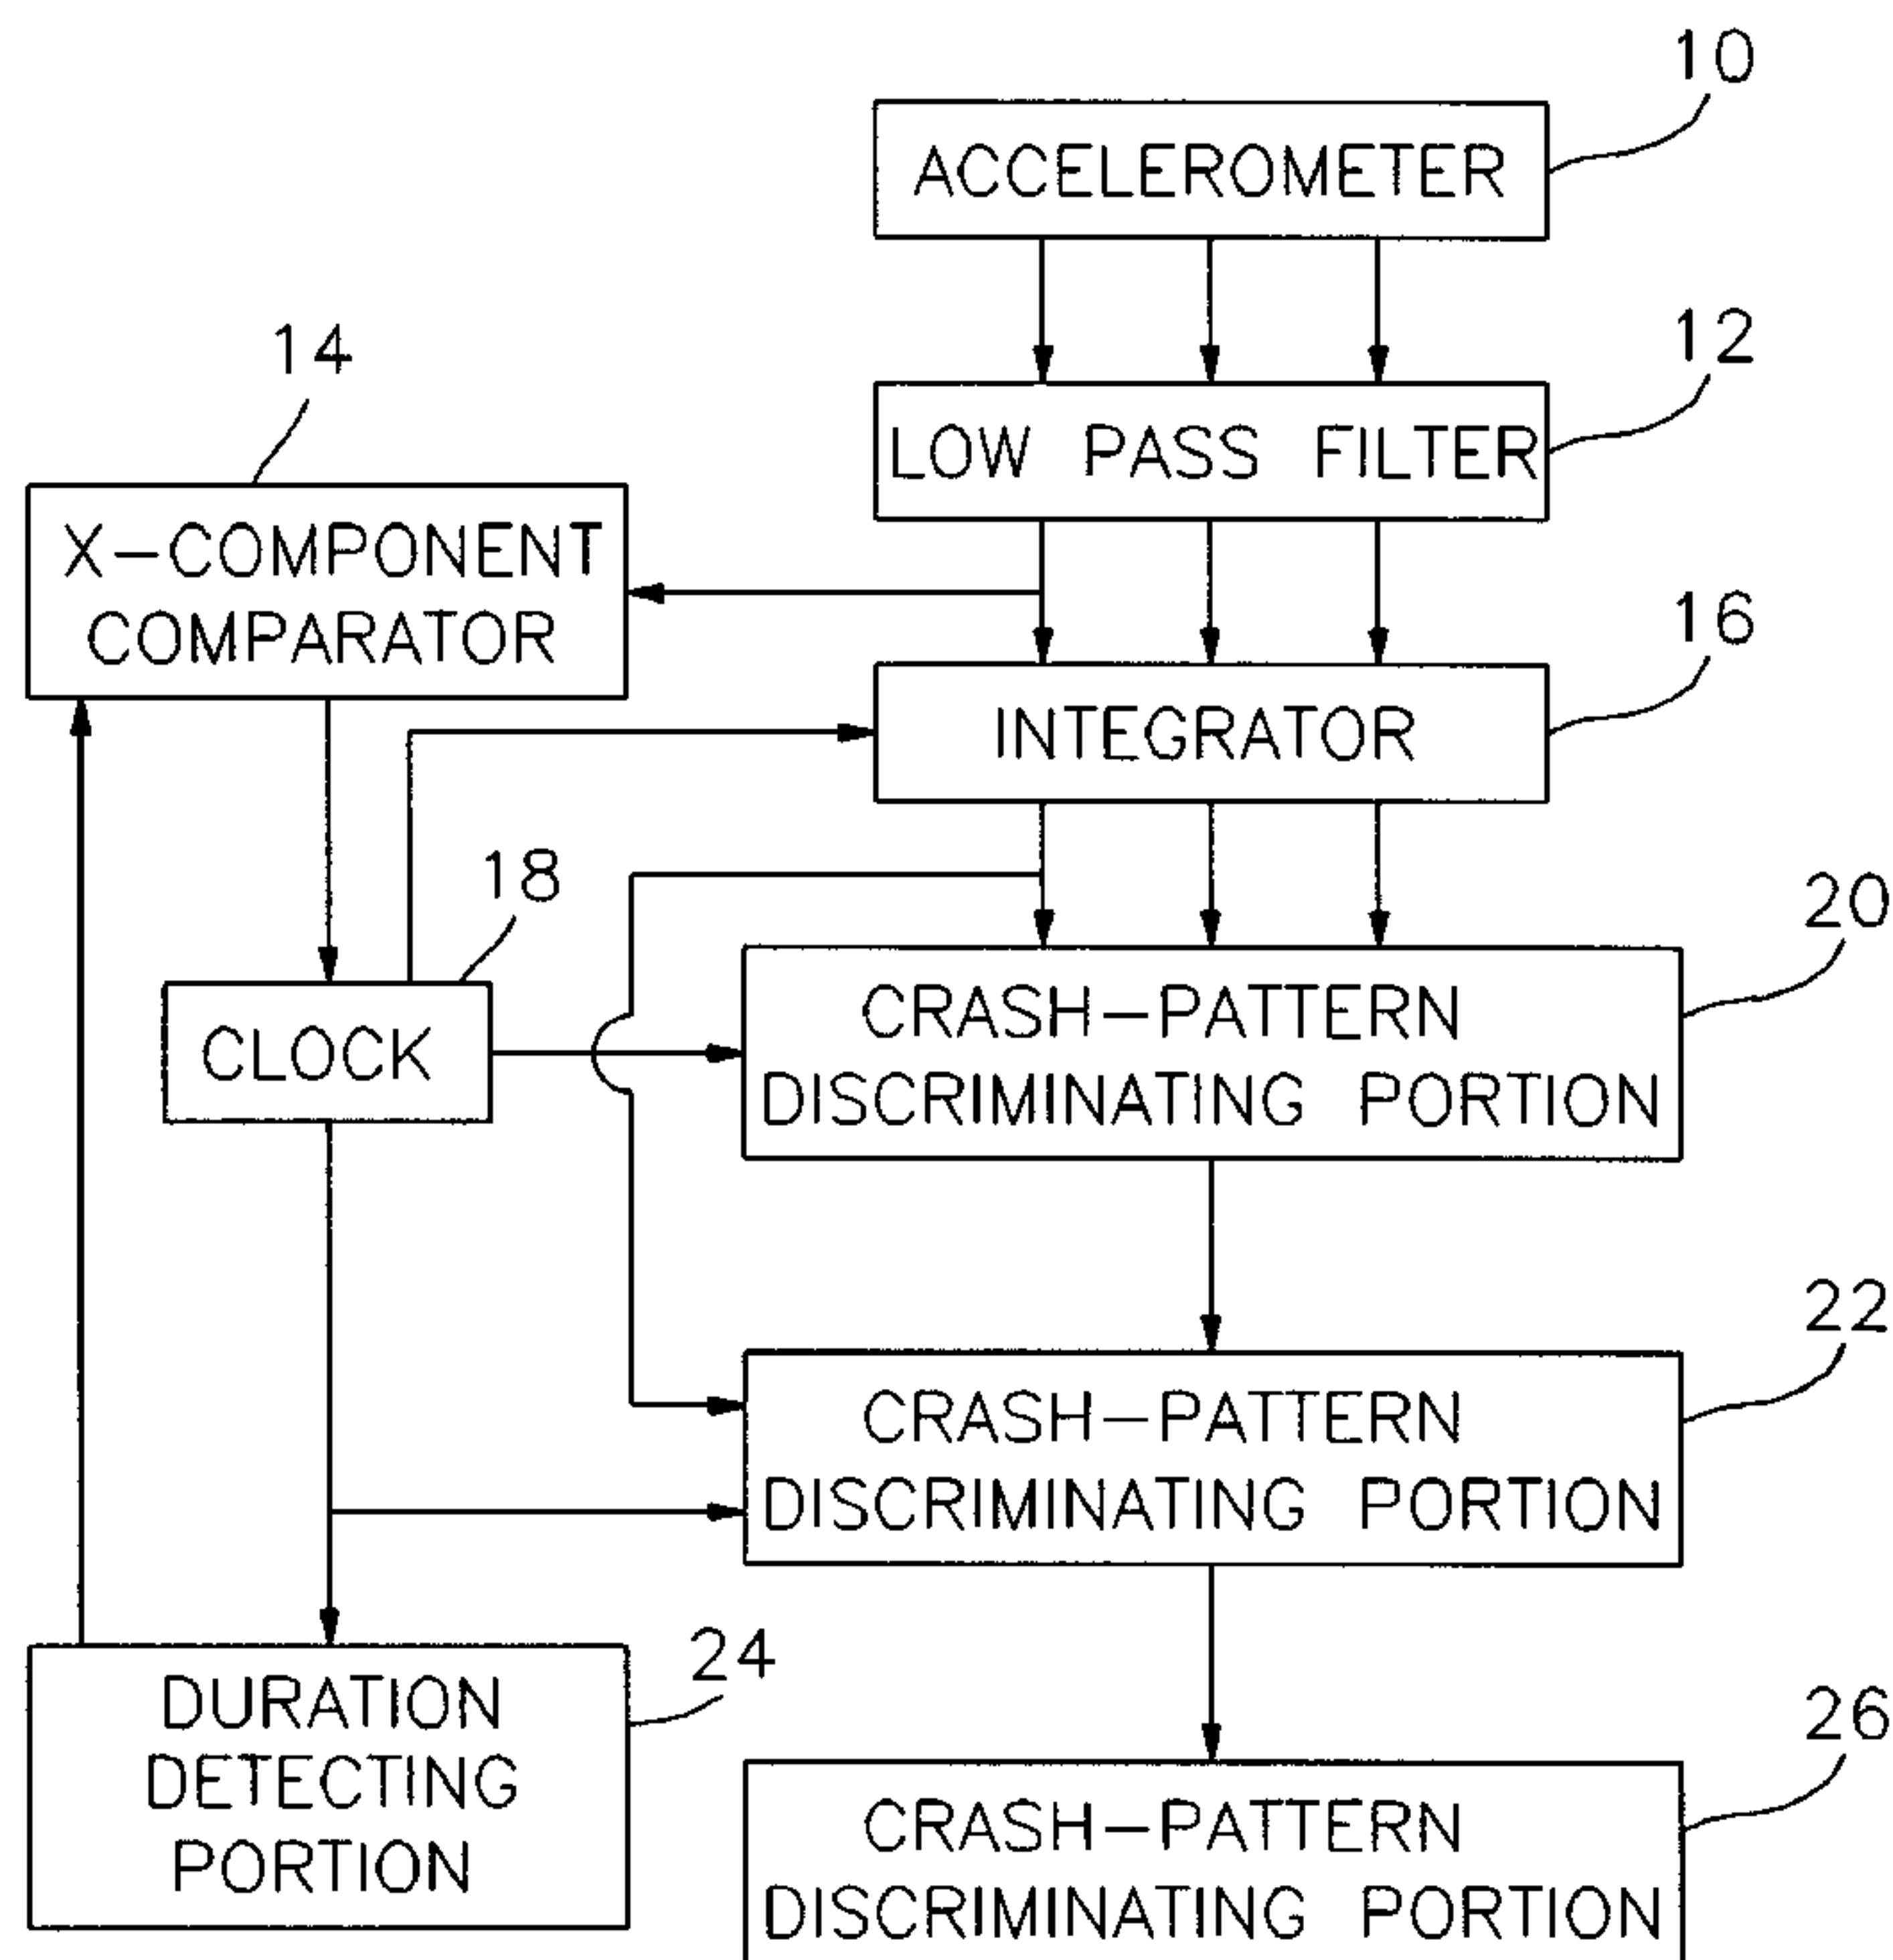 10
ACCELEROMETER
12
LOW PASS FILTER
14
X-COMPONENT
COMPARATOR
16
INTEGRATOR
18
CLOCK
20
CRASH-PATTERN
DISCRIMINATING PORTION
22
CRASH-PATTERN
DISCRIMINATING PORTION
24
DURATION
DETECTING
PORTION
26
CRASH-PATTERN
DISCRIMINATING PORTION